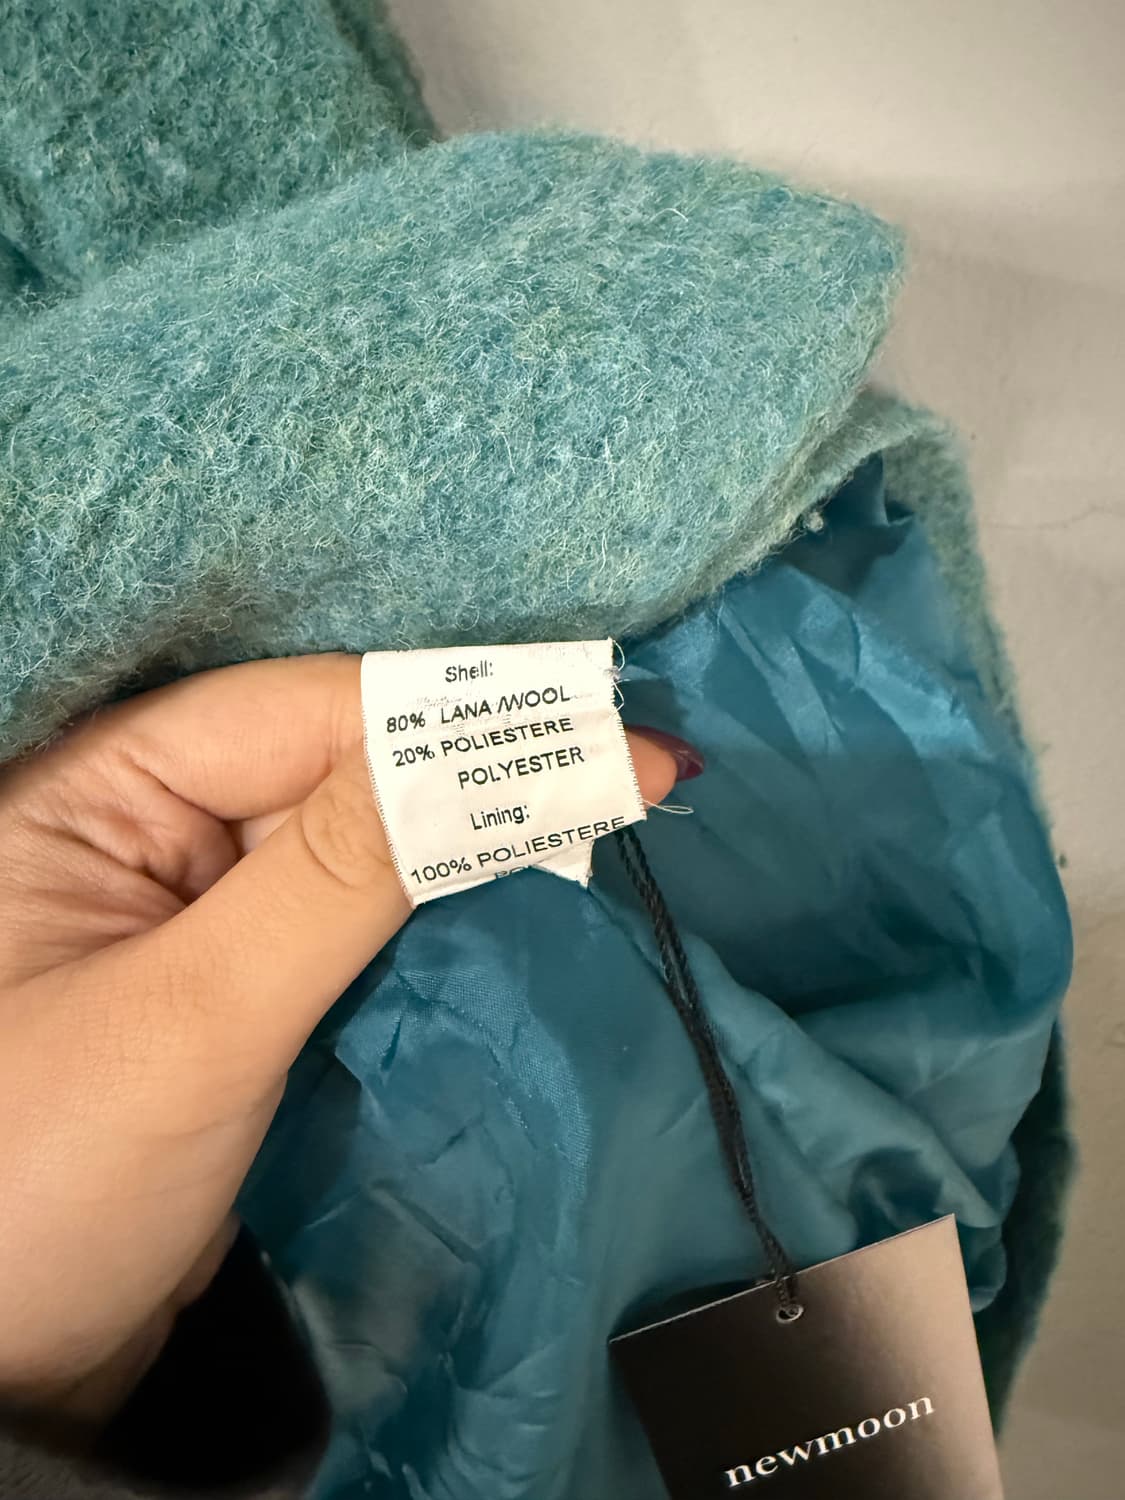 Shell:
80% LANA /WOOL
20% POLIESTERE
POLYESTER
Lining:
100% POLIESTERE
newmoon